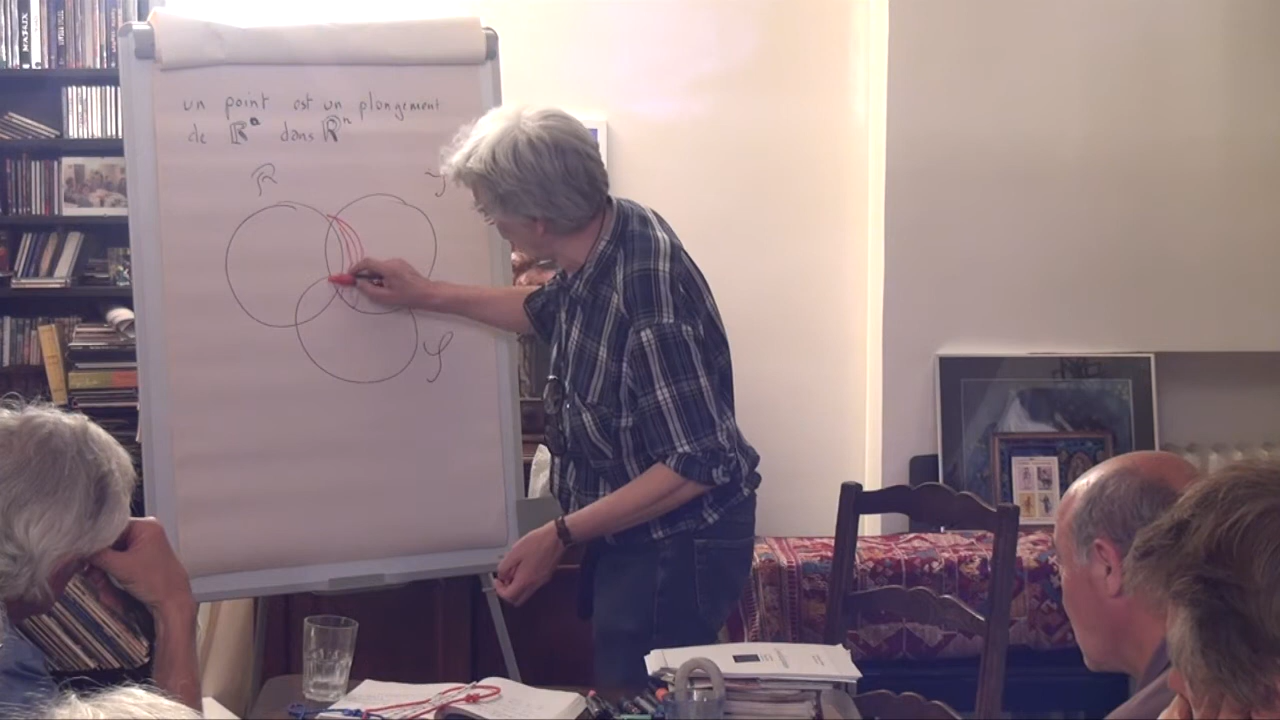 un point est un plongement
de ℝ⁰ dans ℝⁿ
R